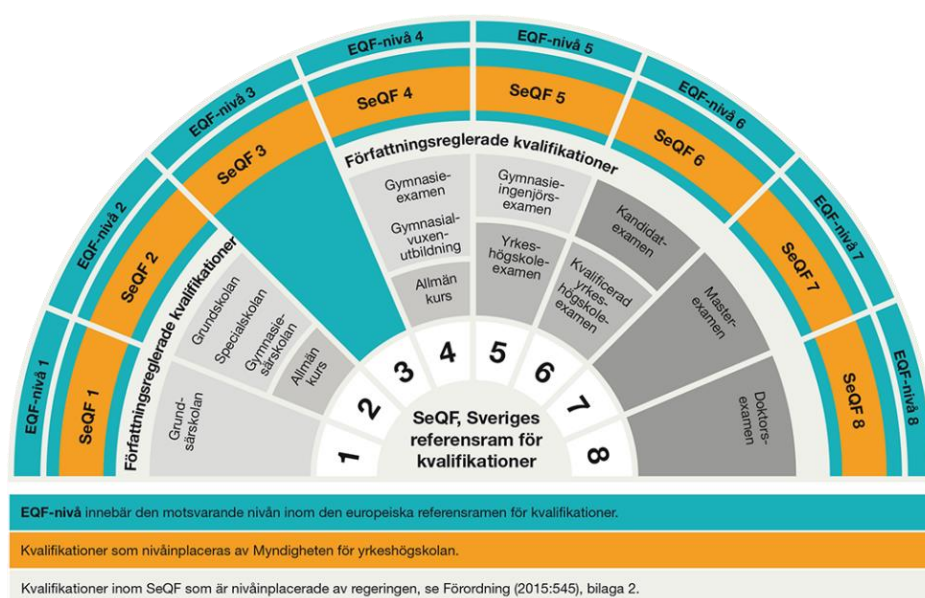 EQF-nivå 1
EQF-nivå 2
EQF-nivå 3
EQF-nivå 4
EQF-nivå 5
EQF-nivå 6
EQF-nivå 7
EQF-nivå 8
SeQF 1
SeQF 2
SeQF 3
SeQF 4
SeQF 5
SeQF 6
SeQF 7
SeQF 8
Författningsreglerade kvalifikationer
Författningsreglerade kvalifikationer
Grund-
särskolan
Grundskolan
Specialskolan
Gymnasie-
särskolan
Allmän
kurs
Gymnasie-
examen
Gymnasial-
vuxen-
utbildning
Allmän
kurs
Gymnasie-
ingenjörs-
examen
Yrkes-
högskole-
examen
Kandidat-
examen
Kvalificerad
yrkes-
högskole-
examen
Master-
examen
Doktors-
examen
1
2
3
4
5
6
7
8
SeQF, Sveriges
referensram för
kvalifikationer
EQF-nivå innebär den motsvarande nivån inom den europeiska referensramen för kvalifikationer.
Kvalifikationer som nivåinplaceras av Myndigheten för yrkeshögskolan.
Kvalifikationer inom SeQF som är nivåinplacerade av regeringen, se Förordning (2015:545), bilaga 2.